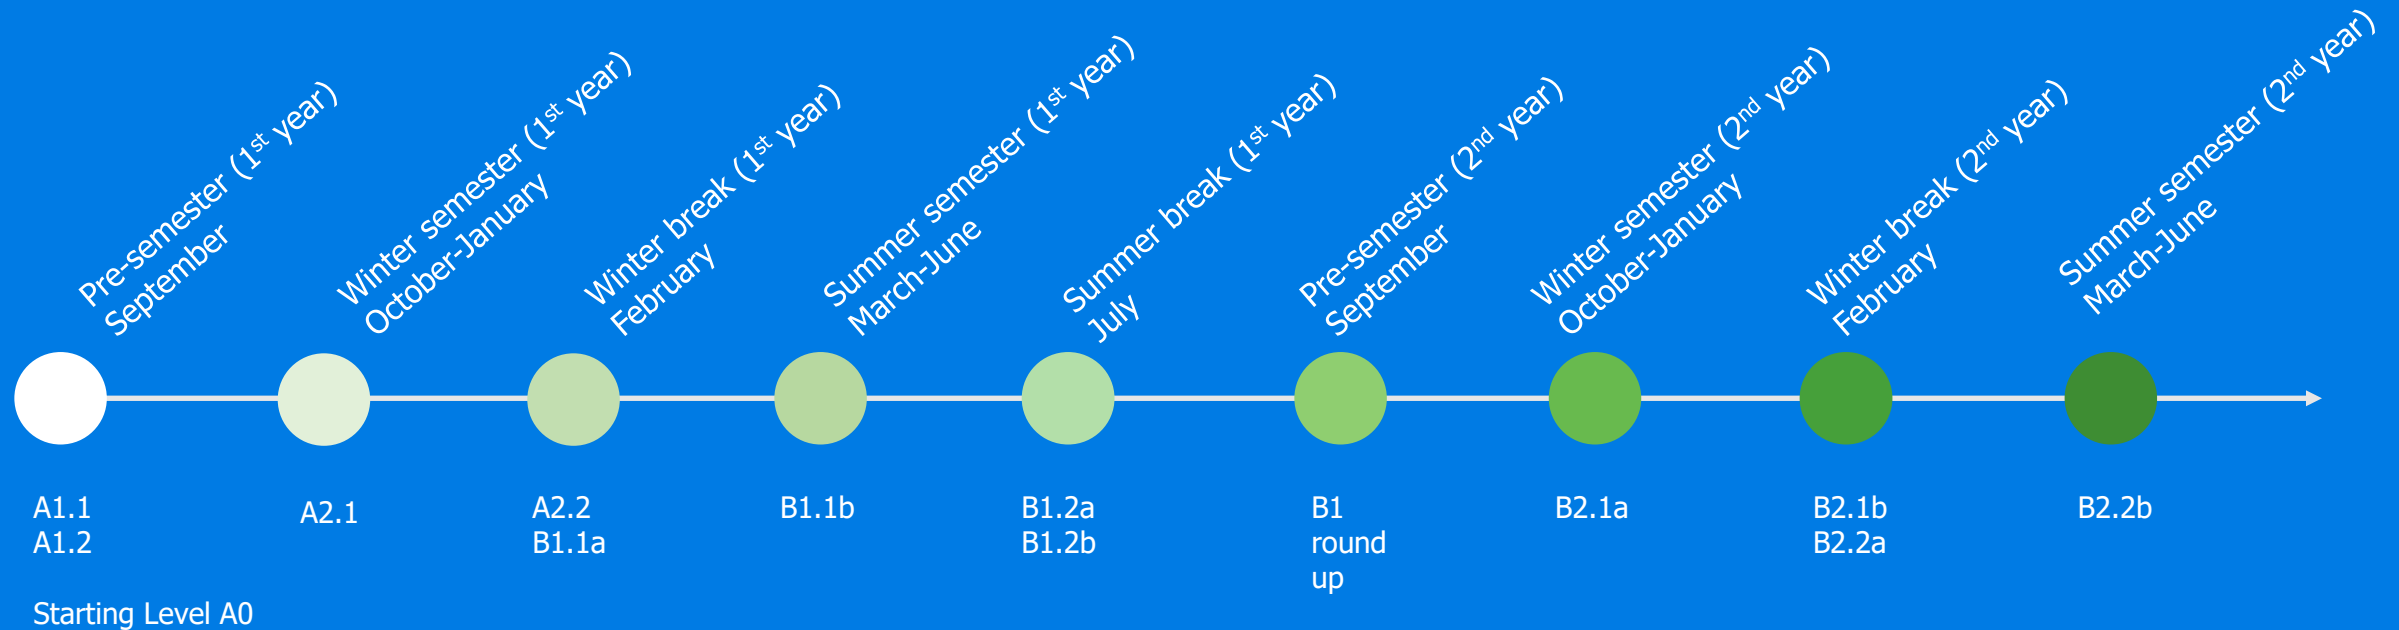 Pre-semester (1st year)
September
Winter semester (1st year)
October-January
Winter break (1st year)
February
Summer semester (1st year)
March-June
Summer break (1st year)
July
Pre-semester (2nd year)
September
Winter semester (2nd year)
October-January
Winter break (2nd year)
February
Summer semester (2nd year)
March-June
A1.1
A1.2
Starting Level A0
A2.1
A2.2
B1.1a
B1.1b
B1.2a
B1.2b
B1
round
up
B2.1a
B2.1b
B2.2a
B2.2b